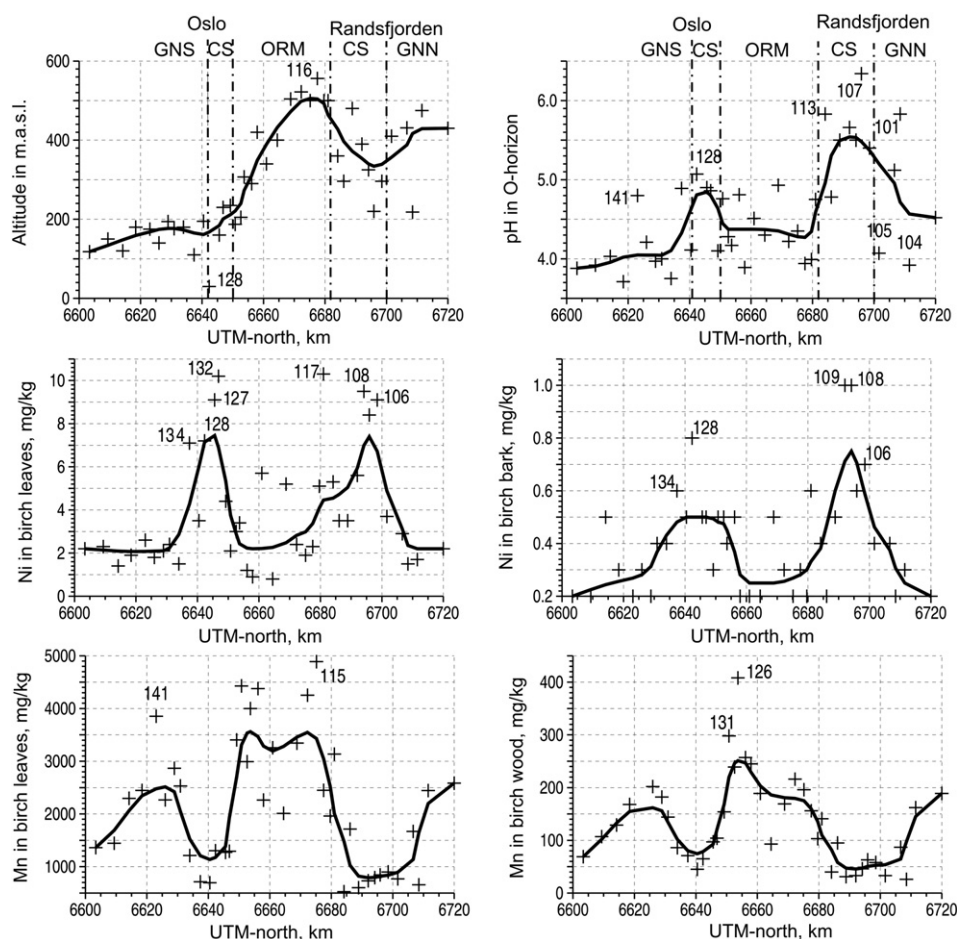 Oslo
Randsfjorden
GNS CS ORM CS GNN
Altitude in m.a.s.l.
600
400
200
0
116
128
6600 6620 6640 6660 6680 6700 6720
UTM-north, km
Oslo
Randsfjorden
GNS CS ORM CS GNN
pH in O-horizon
6.0
5.0
4.0
141
128
113
107
101
105
104
6600 6620 6640 6660 6680 6700 6720
UTM-north, km
Ni in birch leaves, mg/kg
10
8
6
4
2
0
132
127
134
128
117
108
106
6600 6620 6640 6660 6680 6700 6720
UTM-north, km
Ni in birch bark, mg/kg
1.0
0.8
0.6
0.4
0.2
134
128
109
108
106
6600 6620 6640 6660 6680 6700 6720
UTM-north, km
Mn in birch leaves, mg/kg
5000
4000
3000
2000
1000
141
115
6600 6620 6640 6660 6680 6700 6720
UTM-north, km
Mn in birch wood, mg/kg
400
300
200
100
0
131
126
6600 6620 6640 6660 6680 6700 6720
UTM-north, km